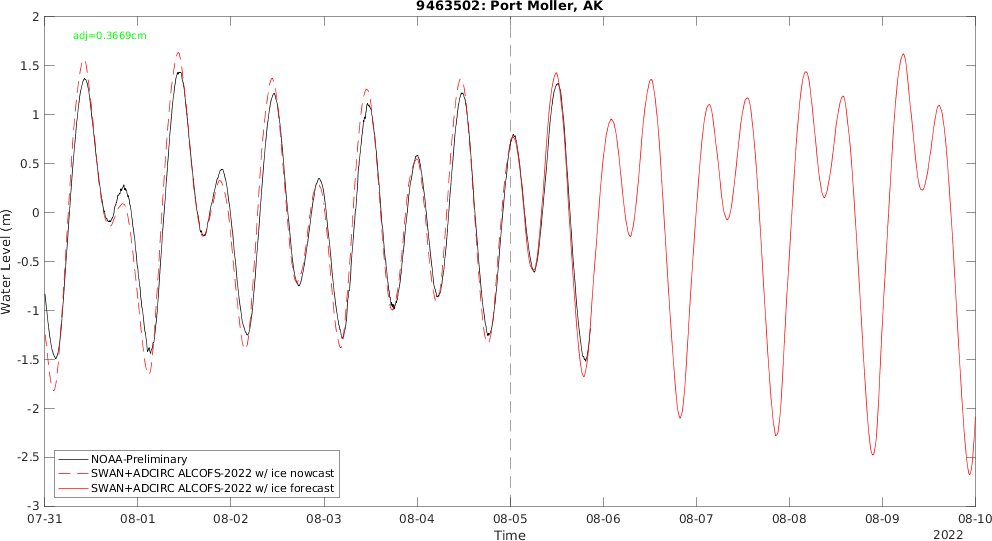 9463502: Port Moller, AK
adj=0.3669cm
Water Level (m)
2
1.5
1
0.5
0
-0.5
-1
-1.5
-2
-2.5
-3
NOAA-Preliminary
SWAN+ADCIRC ALCOFS-2022 w/ ice nowcast
SWAN+ADCIRC ALCOFS-2022 w/ ice forecast
07-31 08-01 08-02 08-03 08-04 08-05 08-06 08-07 08-08 08-09 08-10
Time
2022